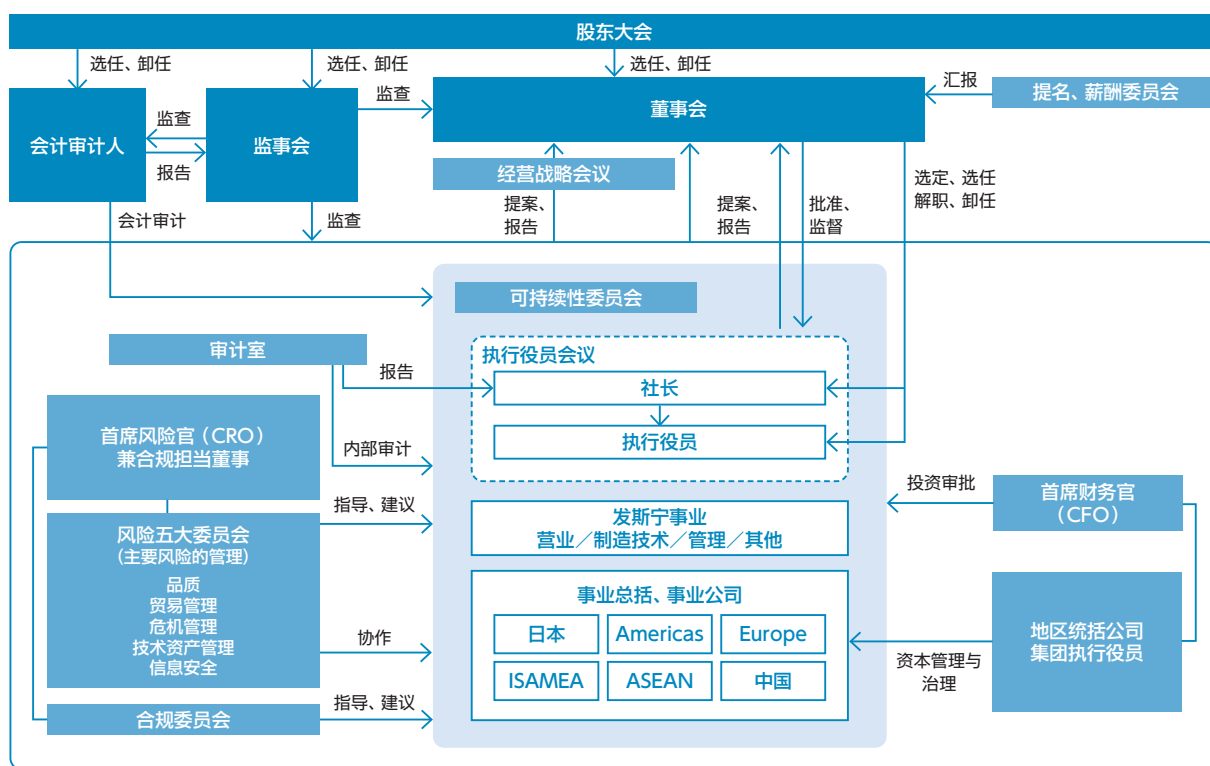 股东大会
选任、卸任
选任、卸任
选任、卸任
会计审计人
监查
报告
监事会
监查
董事会
汇报
提名、薪酬委员会
经营战略会议
提案、
报告
提案、
报告
批准、
监督
选定、选任
解职、卸任
会计审计
监查
可持续性委员会
审计室
报告
内部审计
执行役员会议
社长
执行役员
首席风险官（CRO）
兼合规担当董事
指导、建议
风险五大委员会
（主要风险的管理）
品质
贸易管理
危机管理
技术资产管理
信息安全
协作
合规委员会
指导、建议
发斯宁事业
营业／制造技术／管理／其他
事业总括、事业公司
日本
Americas
Europe
ISAMEA
ASEAN
中国
投资审批
首席财务官
（CFO）
资本管理与
治理
地区统括公司
集团执行役员